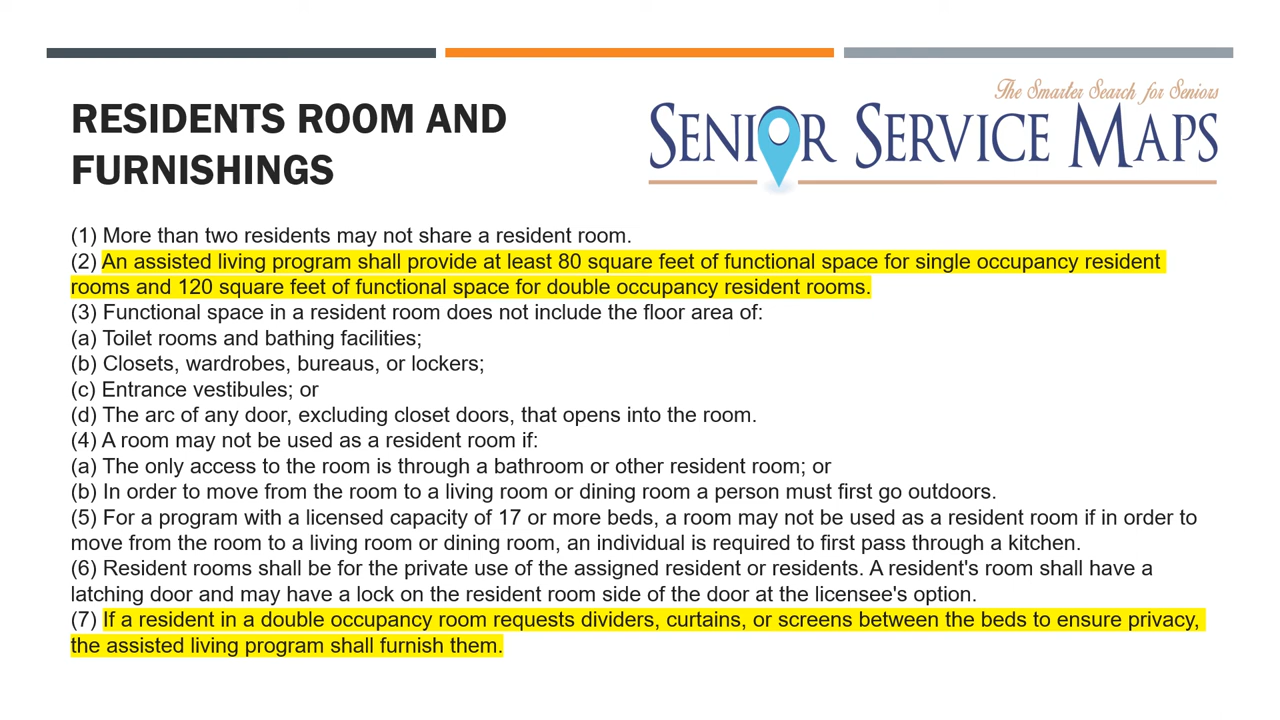 RESIDENTS ROOM AND
FURNISHINGS
The Smarter Search for Seniors
SENIOR SERVICE MAPS
(1) More than two residents may not share a resident room.
(2) An assisted living program shall provide at least 80 square feet of functional space for single occupancy resident
rooms and 120 square feet of functional space for double occupancy resident rooms.
(3) Functional space in a resident room does not include the floor area of:
(a) Toilet rooms and bathing facilities;
(b) Closets, wardrobes, bureaus, or lockers;
(c) Entrance vestibules; or
(d) The arc of any door, excluding closet doors, that opens into the room.
(4) A room may not be used as a resident room if:
(a) The only access to the room is through a bathroom or other resident room; or
(b) In order to move from the room to a living room or dining room a person must first go outdoors.
(5) For a program with a licensed capacity of 17 or more beds, a room may not be used as a resident room if in order to
move from the room to a living room or dining room, an individual is required to first pass through a kitchen.
(6) Resident rooms shall be for the private use of the assigned resident or residents. A resident's room shall have a
latching door and may have a lock on the resident room side of the door at the licensee's option.
(7) If a resident in a double occupancy room requests dividers, curtains, or screens between the beds to ensure privacy,
the assisted living program shall furnish them.